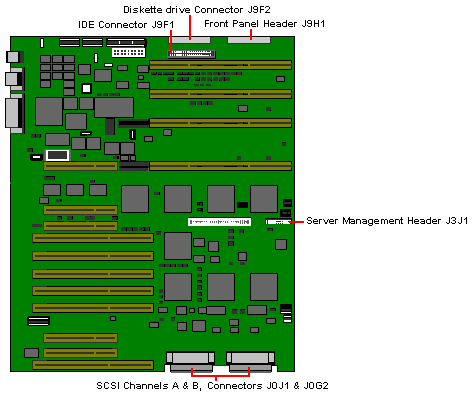 Diskette drive Connector J9F2
IDE Connector J9F1
Front Panel Header J9H1
Server Management Header J3J1
SCSI Channels A & B, Connectors J0J1 & J0G2